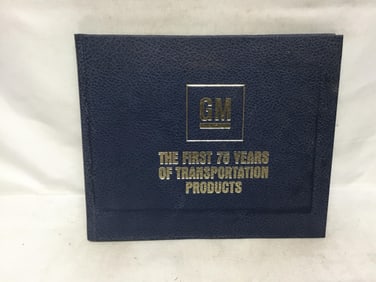 GM
THE FIRST 75 YEARS
OF TRANSPORTATION
PRODUCTS